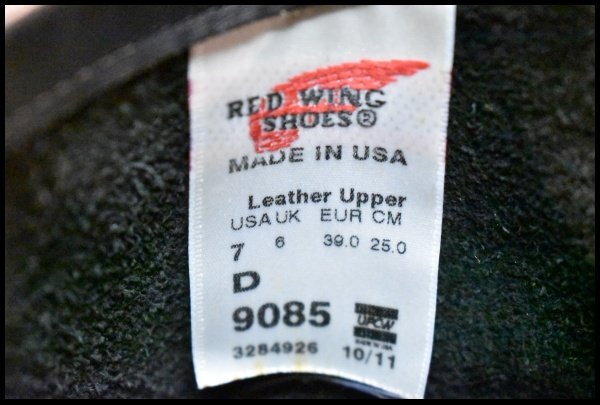 RED WING
SHOES®
MADE IN USA
Leather Upper
USA UK EUR CM
7 6 39.0 25.0
D
9085
UFCW
3284926 10/11